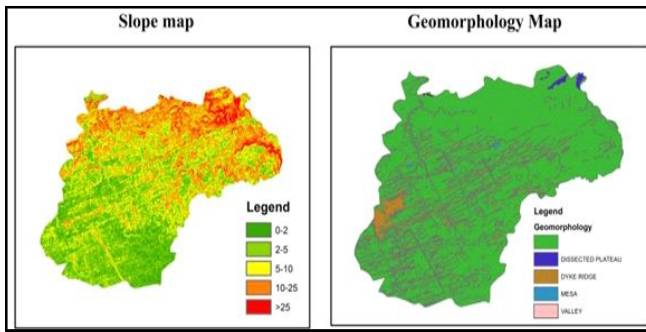 Slope map
Geomorphology Map
Legend
0-2
2-5
5-10
10-25
>25
Legend
Geomorphology
DISSECTED PLATEAU
DYKE RIDGE
MESA
VALLEY